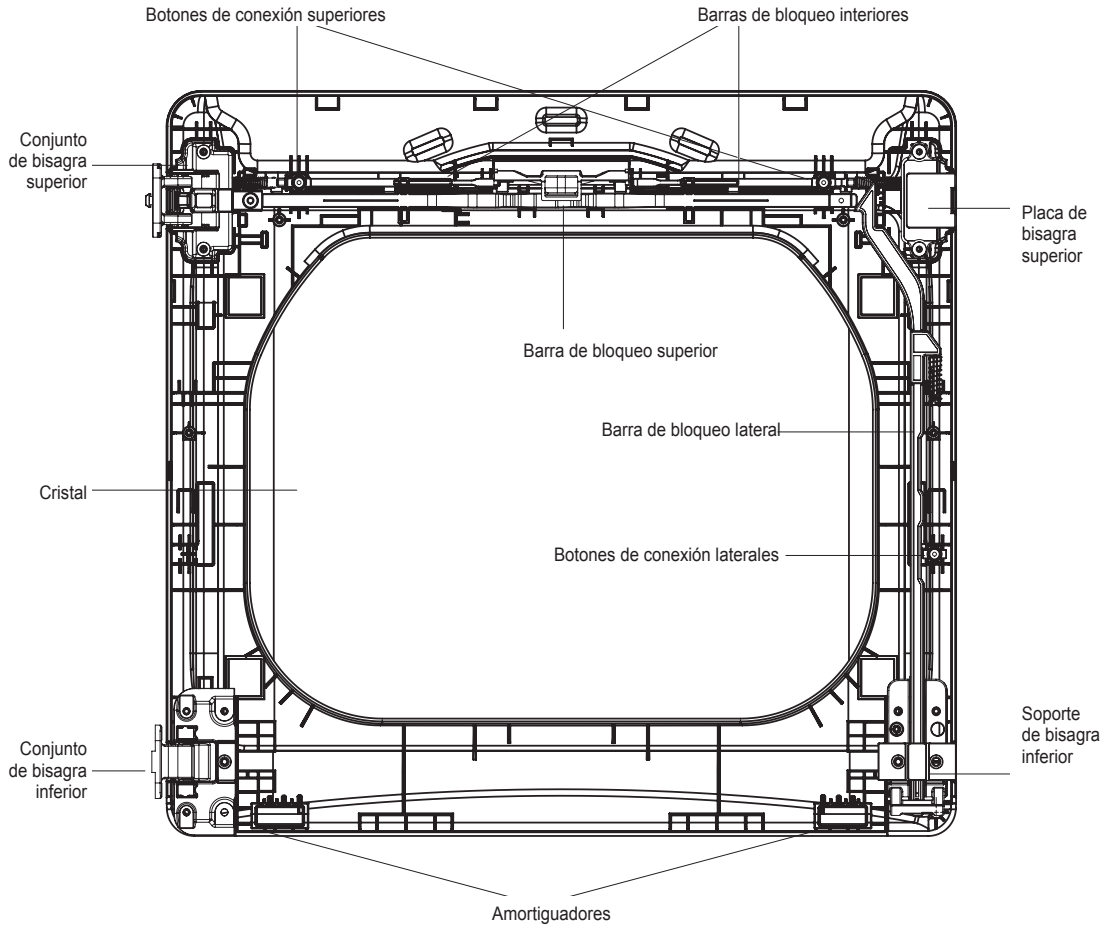 Botones de conexión superiores
Barras de bloqueo interiores
Conjunto
de bisagra
superior
Placa de
bisagra
superior
Barra de bloqueo superior
Barra de bloqueo lateral
Cristal
Botones de conexión laterales
Conjunto
de bisagra
inferior
Soporte
de bisagra
inferior
Amortiguadores